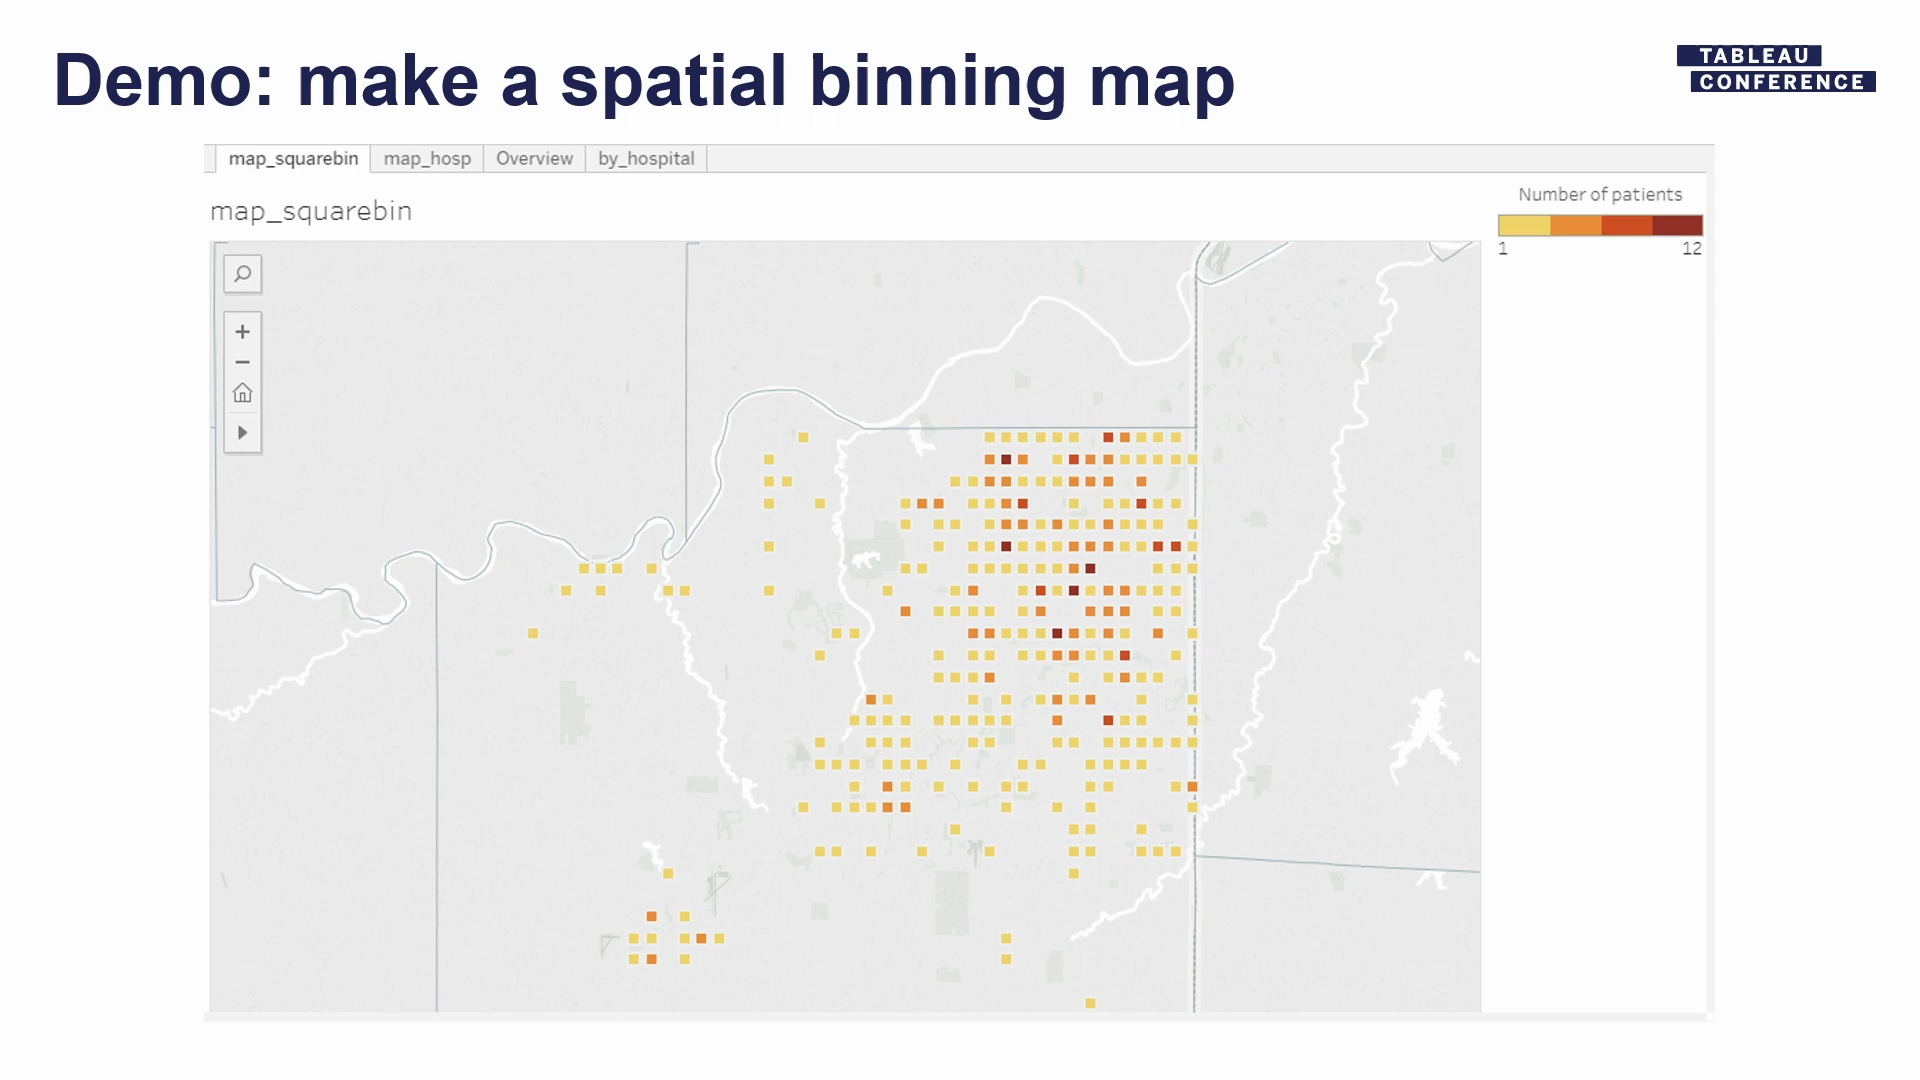 Demo: make a spatial binning map
TABLEAU
CONFERENCE
map_squarebin map_hosp Overview by_hospital
map_squarebin
Number of patients
1 12